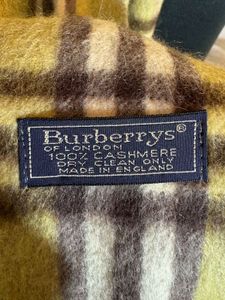 Burberrys®
OF LONDON
100% CASHMERE
DRY CLEAN ONLY
MADE IN ENGLAND